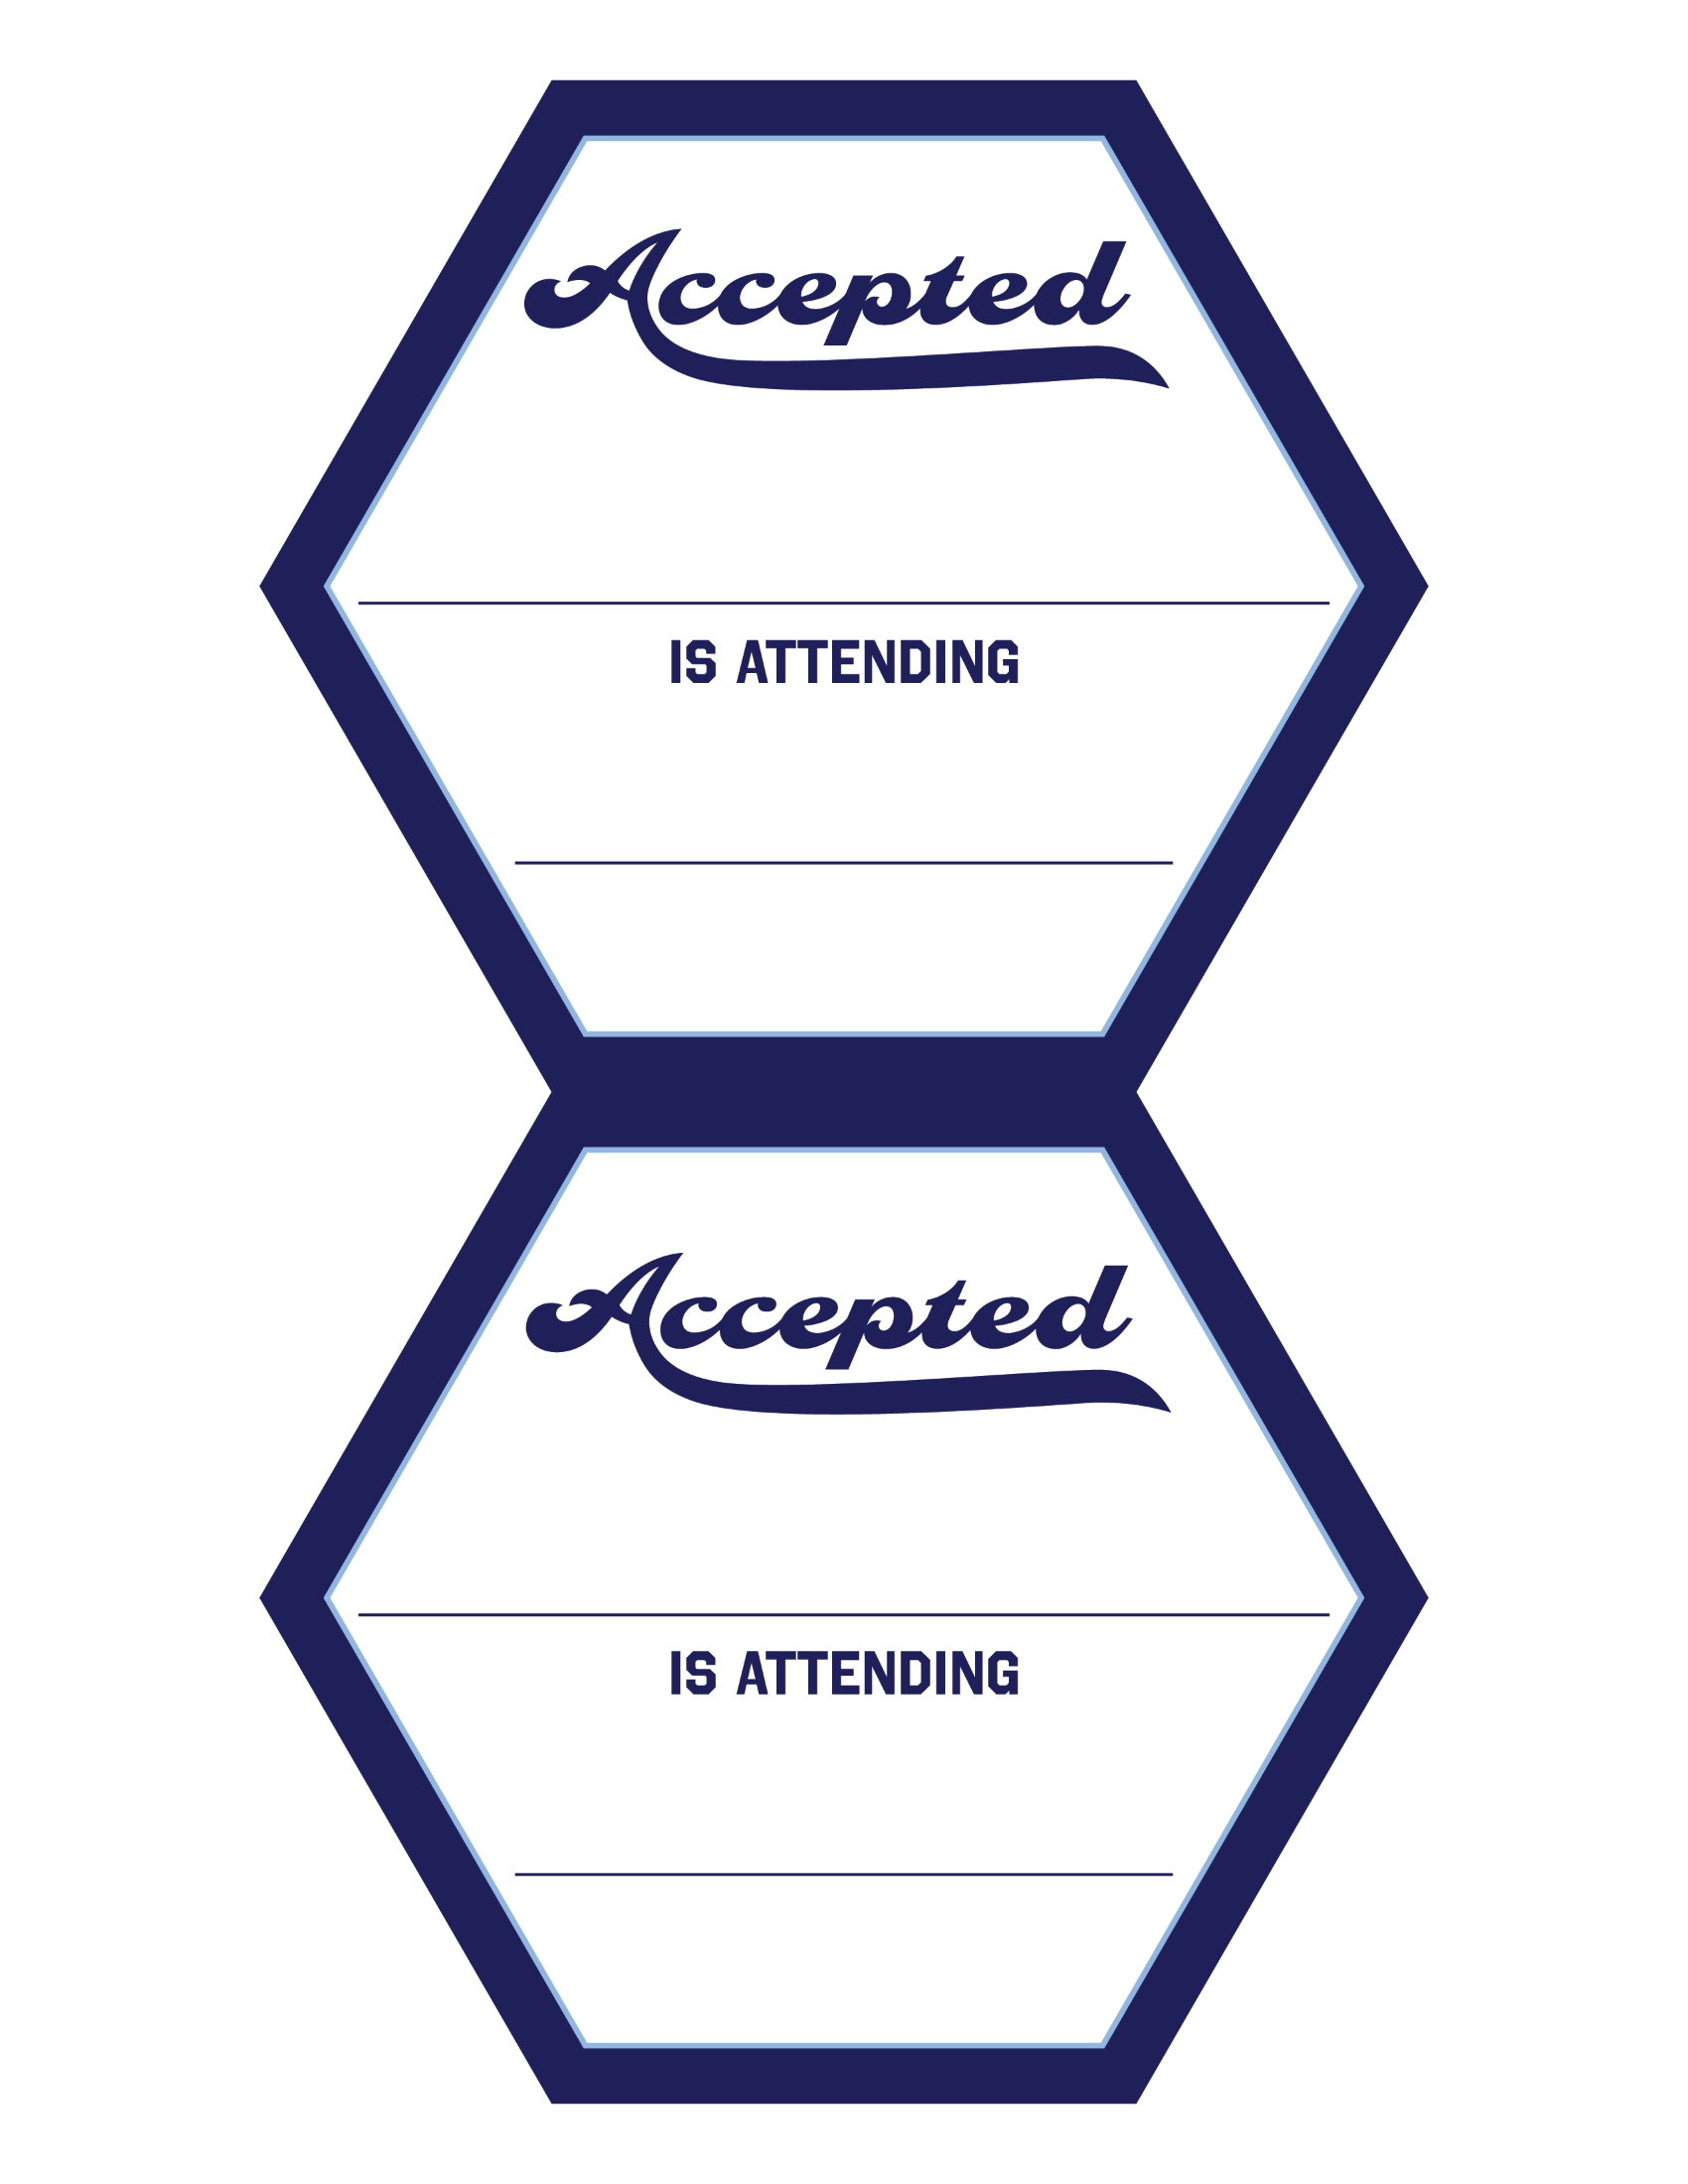 Accepted
IS ATTENDING
Accepted
IS ATTENDING